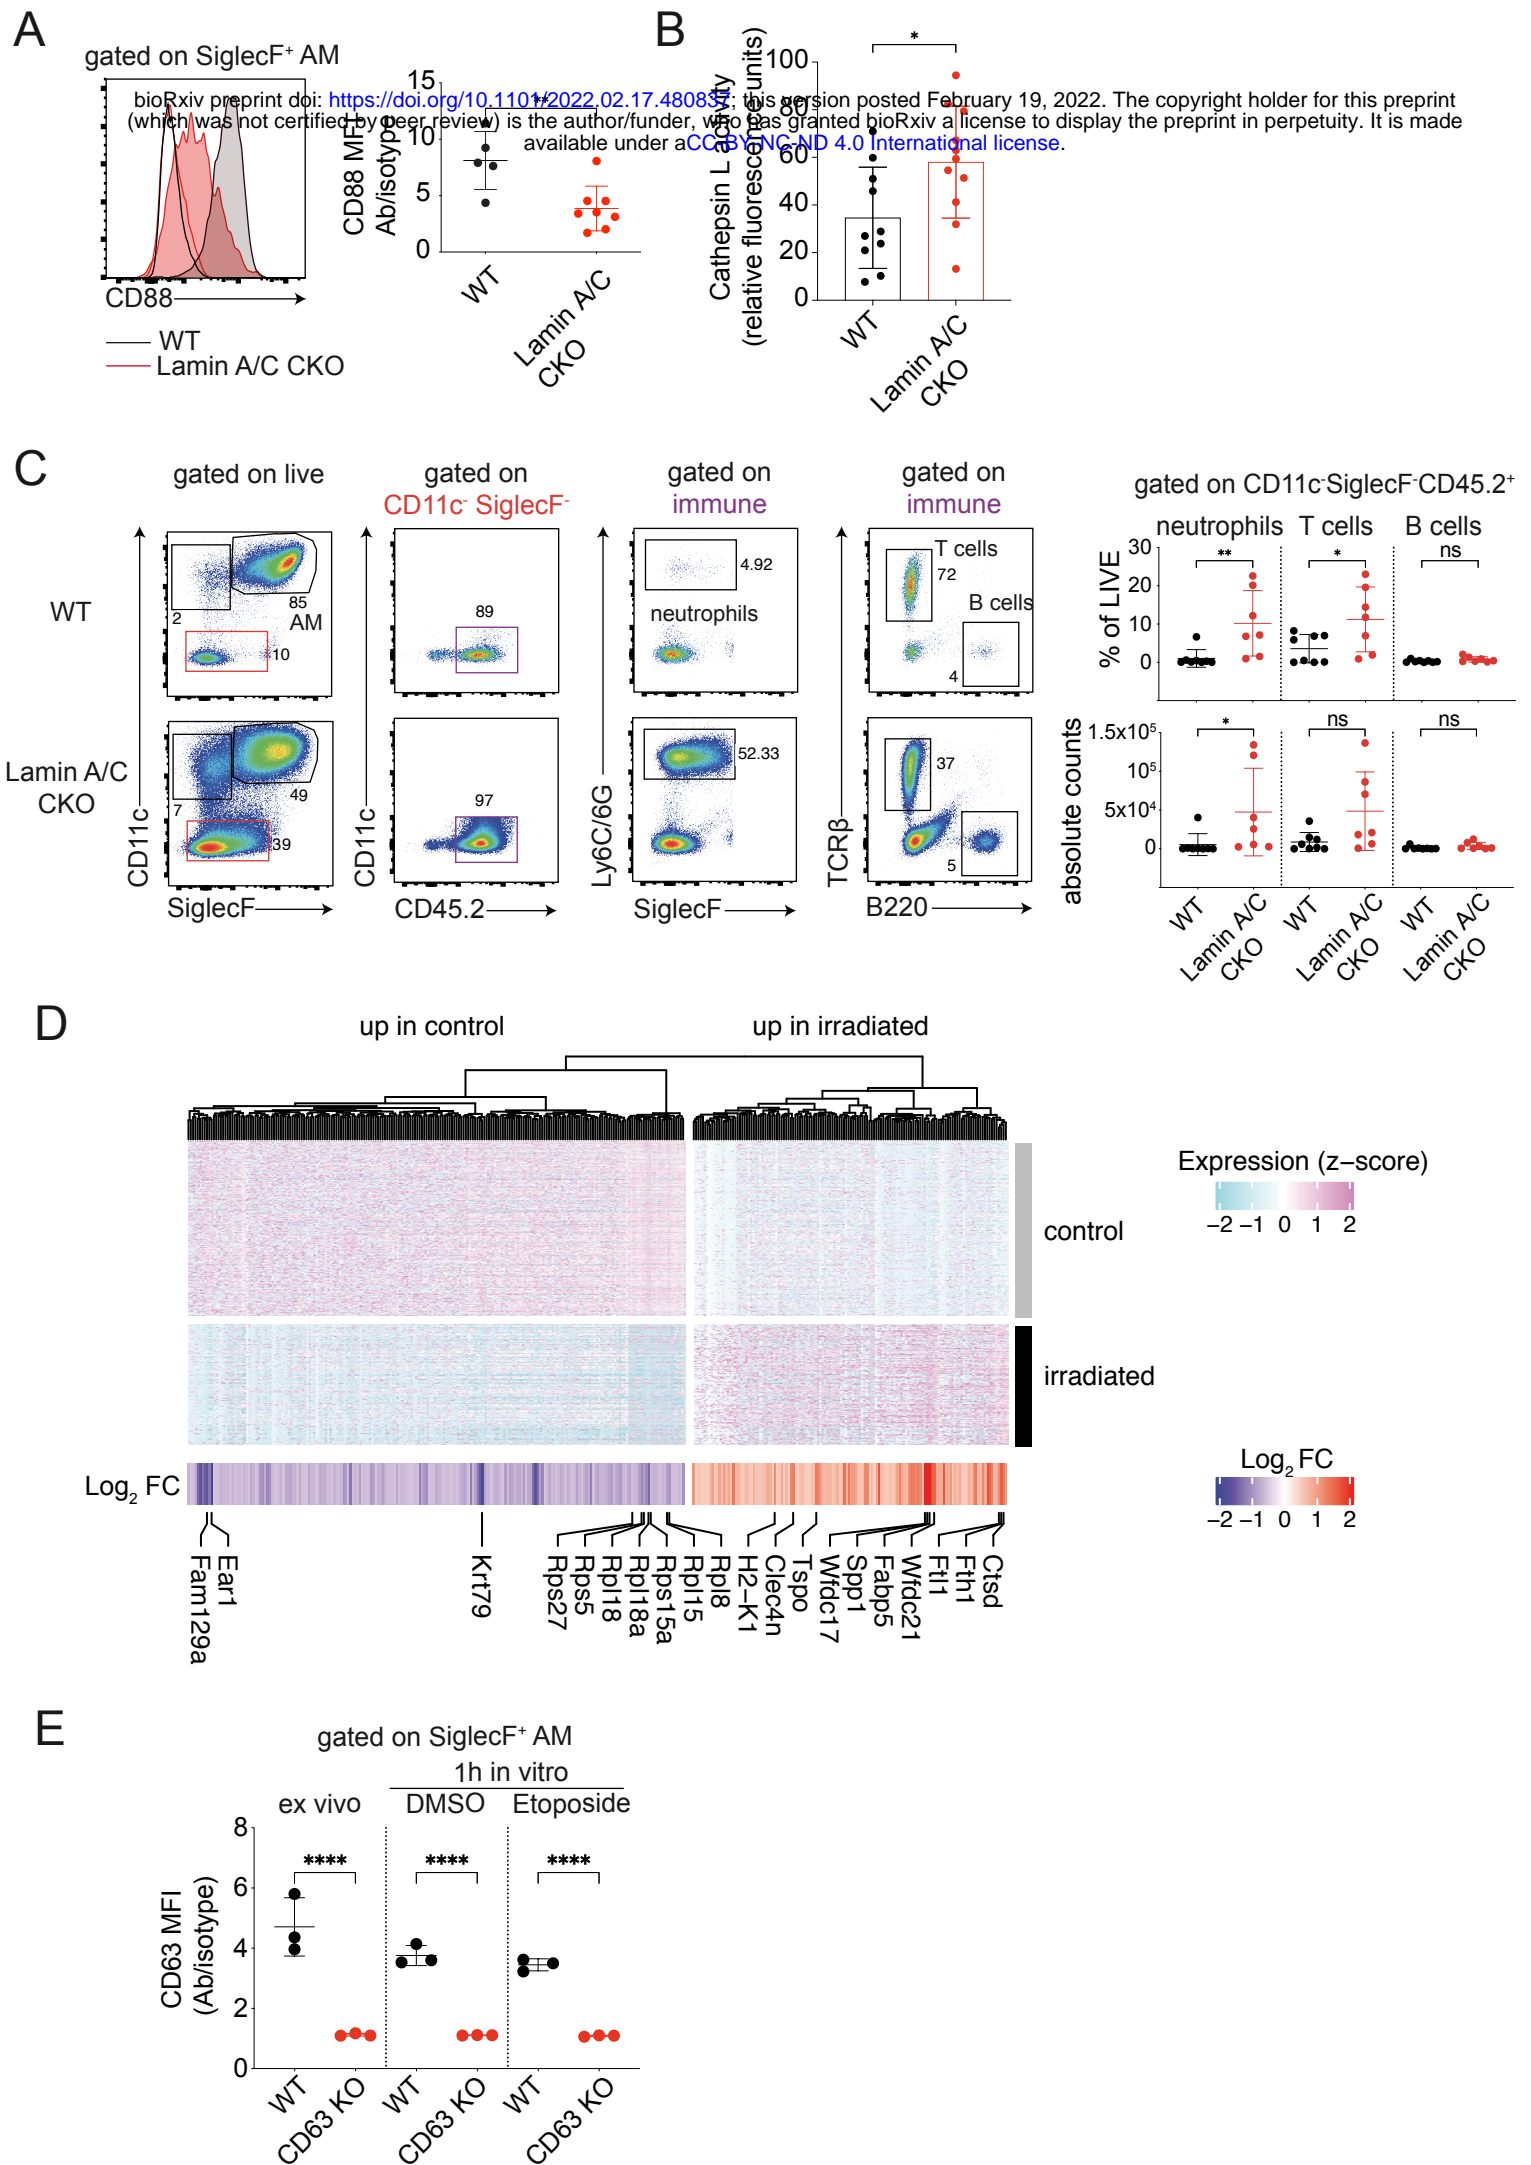 A
gated on SiglecF+ AM
CD88
WT
Lamin A/C CKO
CD88 MFI
Ab/isotype
15
10
5
0
**
WT
Lamin A/C
CKO
B
Cathepsin L activity
(relative fluorescence units)
100
80
60
40
20
0
*
WT
Lamin A/C
CKO
bioRxiv preprint doi: https://doi.org/10.1101/2022.02.17.480837; this version posted February 19, 2022. The copyright holder for this preprint
(which was not certified by peer review) is the author/funder, who has granted bioRxiv a license to display the preprint in perpetuity. It is made
available under aCC-BY-NC-ND 4.0 International license.
C
gated on live
gated on
CD11c- SiglecF-
gated on
immune
gated on
immune
WT
2
85
AM
10
89
4.92
neutrophils
T cells
72
B cells
4
Lamin A/C
CKO
7
49
39
97
52.33
37
5
CD11c
SiglecF
CD11c
CD45.2
Ly6C/6G
SiglecF
TCRβ
B220
gated on CD11c-SiglecF-CD45.2+
neutrophils T cells B cells
% of LIVE
30
20
10
0
** * ns
absolute counts
1.5x105
105
5x104
0
* ns ns
WT
Lamin A/C
CKO
WT
Lamin A/C
CKO
WT
Lamin A/C
CKO
D
up in control
up in irradiated
control
irradiated
Expression (z−score)
−2 −1 0 1 2
Log2 FC
Log2 FC
−2 −1 0 1 2
Fam129a
Ear1
Krt79
Rps27
Rps5
Rpl18
Rpl18a
Rps15a
Rpl15
Rpl8
H2−K1
Clec4n
Tspo
Wfdc17
Spp1
Fabp5
Wfdc21
Ftl1
Fth1
Ctsd
E
gated on SiglecF+ AM
1h in vitro
ex vivo DMSO Etoposide
CD63 MFI
(Ab/isotype)
8
6
4
2
0
**** **** ****
WT
CD63 KO
WT
CD63 KO
WT
CD63 KO